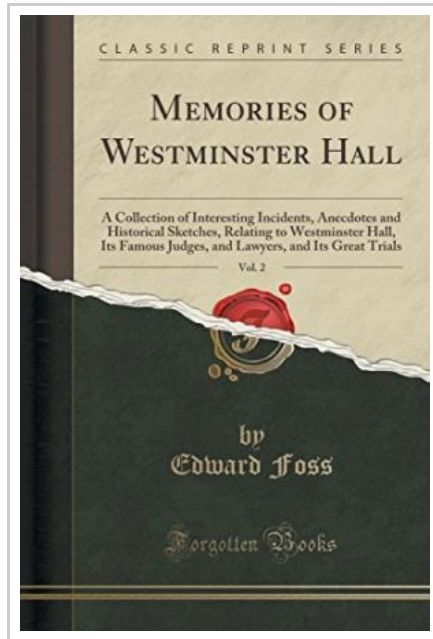 CLASSIC REPRINT SERIES
MEMORIES OF
WESTMINSTER HALL
A Collection of Interesting Incidents, Anecdotes and
Historical Sketches, Relating to Westminster Hall,
Its Famous Judges, and Lawyers, and Its Great Trials
Vol. 2
F
by
Edward Foss
Forgotten Books